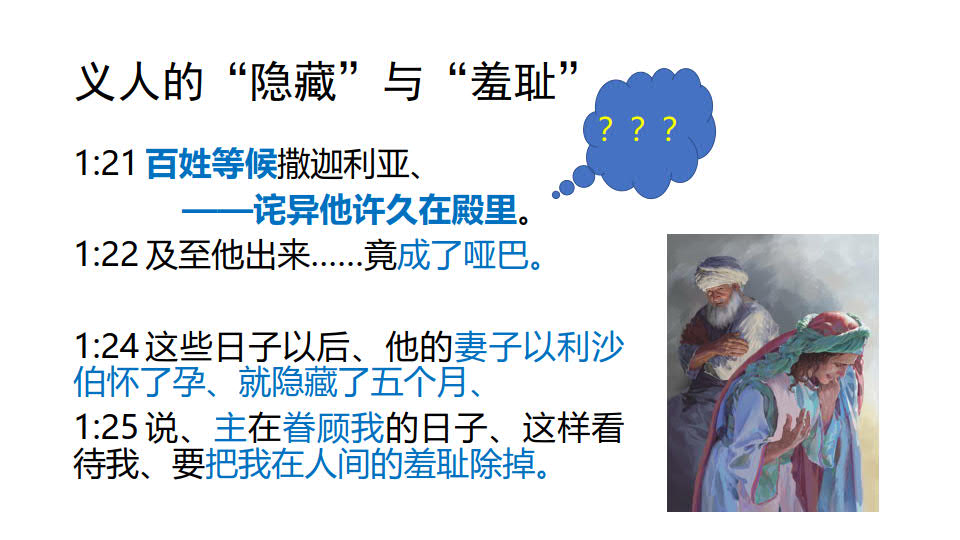 义人的“隐藏”与“羞耻”
？？？
1:21 百姓等候撒迦利亚、
——诧异他许久在殿里。
1:22 及至他出来……竟成了哑巴。
1:24 这些日子以后、他的妻子以利沙
伯怀了孕、就隐藏了五个月、
1:25 说、主在眷顾我的日子、这样看
待我、要把我在人间的羞耻除掉。